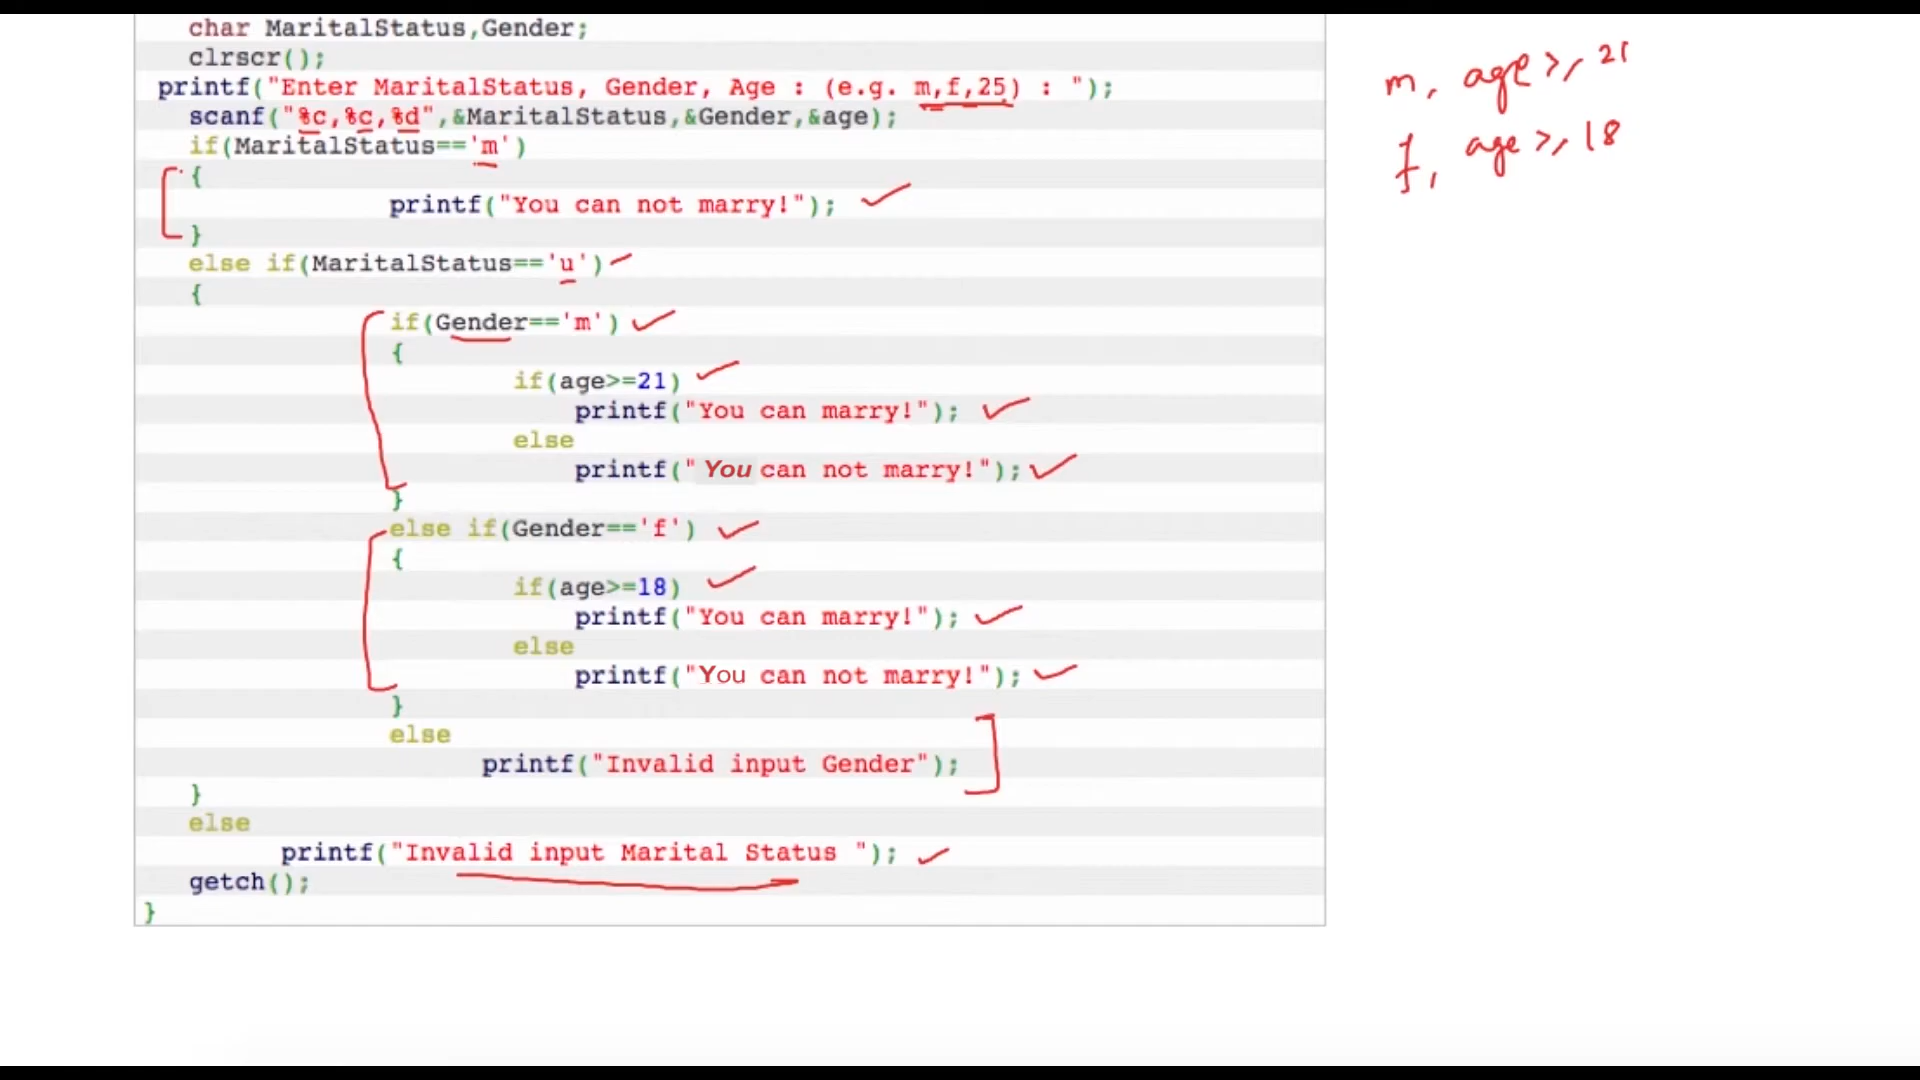 char MaritalStatus,Gender;
clrscr();
printf("Enter MaritalStatus, Gender, Age : (e.g. m,f,25) : ");
scanf("%c,%c,%d",&MaritalStatus,&Gender,&age);
if(MaritalStatus=='m')
{
printf("You can not marry!");
}
else if(MaritalStatus=='u')
{
if(Gender=='m')
{
if(age>=21)
printf("You can marry!");
else
printf(" You can not marry!");
}
else if(Gender=='f')
{
if(age>=18)
printf("You can marry!");
else
printf("You can not marry!");
}
else
printf("Invalid input Gender");
}
else
printf("Invalid input Marital Status ");
getch();
}
m, age >, 21
f, age >, 18